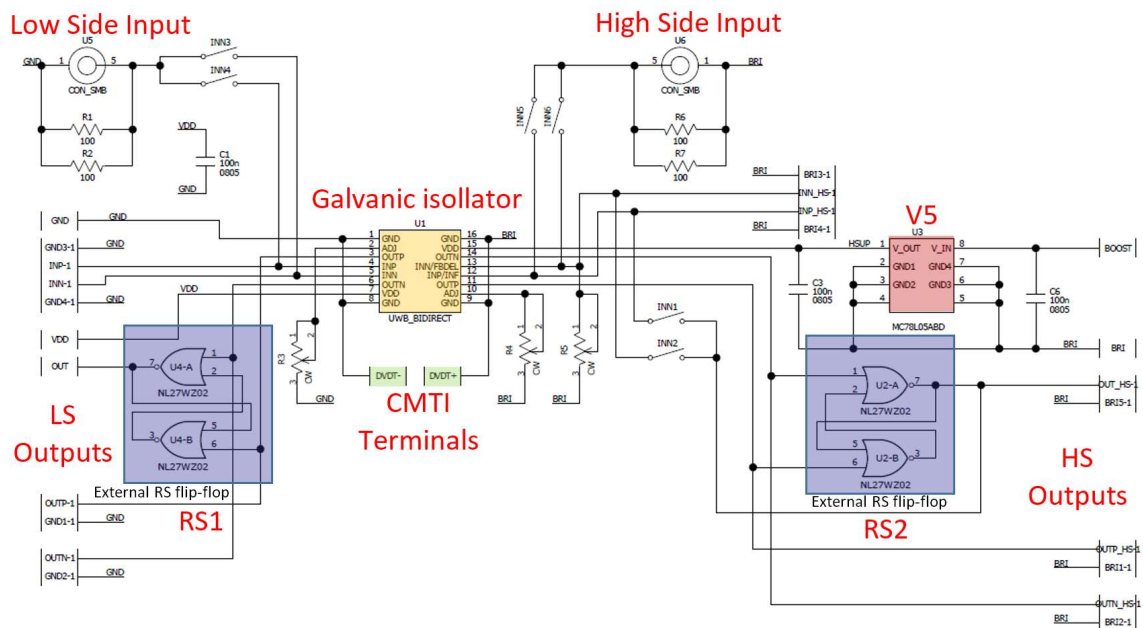 Low Side Input
U5
GND
1
5
CON_SMB
INN3
INN4
R1
100
R2
100
VDD
C1
100n
0805
GND
High Side Input
U6
5
1
BRI
CON_SMB
INN5
INN6
R6
100
R7
100
BRI
BRI3-1
INN_HS-1
INP_HS-1
BRI
BRI4-1
Galvanic isollator
U1
1 GND GND 16 BRI
2 ADJ VDD 15
3 OUTP OUTN 14
4 INP INN/FBDEL 13
5 INN INP/INF 12
6 OUTN OUTP 11
7 VDD ADJ 10
8 GND GND 9
UWB_BIDIRECT
GND
GND
GND3-1
GND
INP-1
INN-1
GND4-1
GND
VDD
VDD
OUT
V5
U3
HSUP
1 V_OUT V_IN 8
2 GND1 GND4 7
3 GND2 GND3 6
4 5
MC78L05ABD
C3
100n
0805
C6
100n
0805
BOOST
BRI
BRI
7
U4-A
1
2
NL27WZ02
3
U4-B
5
6
NL27WZ02
External RS flip-flop
RS1
LS
Outputs
R3
1
2
3
CW
GND
DVDT-
DVDT+
CMTI
Terminals
R4
1
2
3
CW
BRI
R5
1
2
3
CW
BRI
INN1
INN2
1
2
U2-A
7
NL27WZ02
5
6
U2-B
3
NL27WZ02
External RS flip-flop
RS2
OUT_HS-1
BRI
BRI5-1
HS
Outputs
OUTP-1
GND1-1
GND
OUTN-1
GND2-1
GND
OUTP_HS-1
BRI
BRI1-1
OUTN_HS-1
BRI
BRI2-1